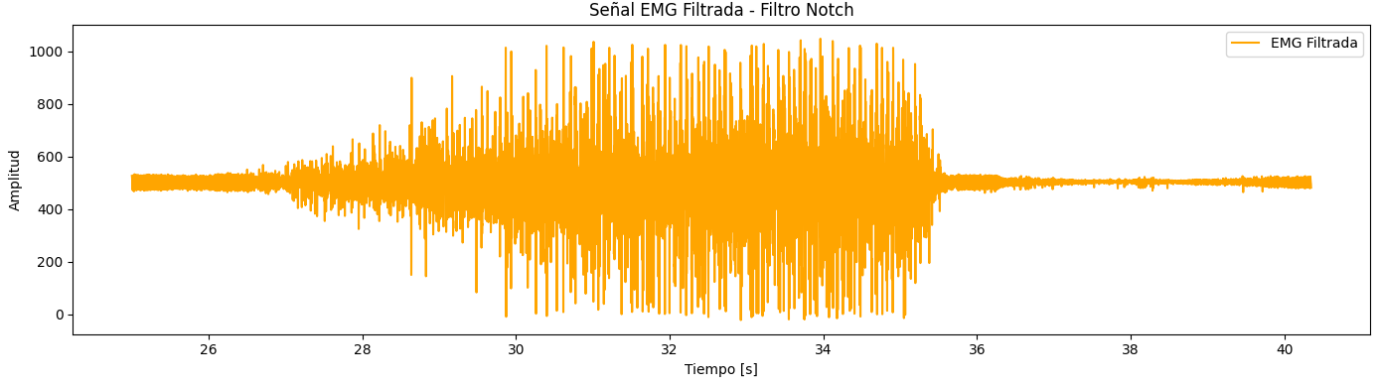 Señal EMG Filtrada - Filtro Notch
EMG Filtrada
Amplitud
1000
800
600
400
200
0
26 28 30 32 34 36 38 40
Tiempo [s]